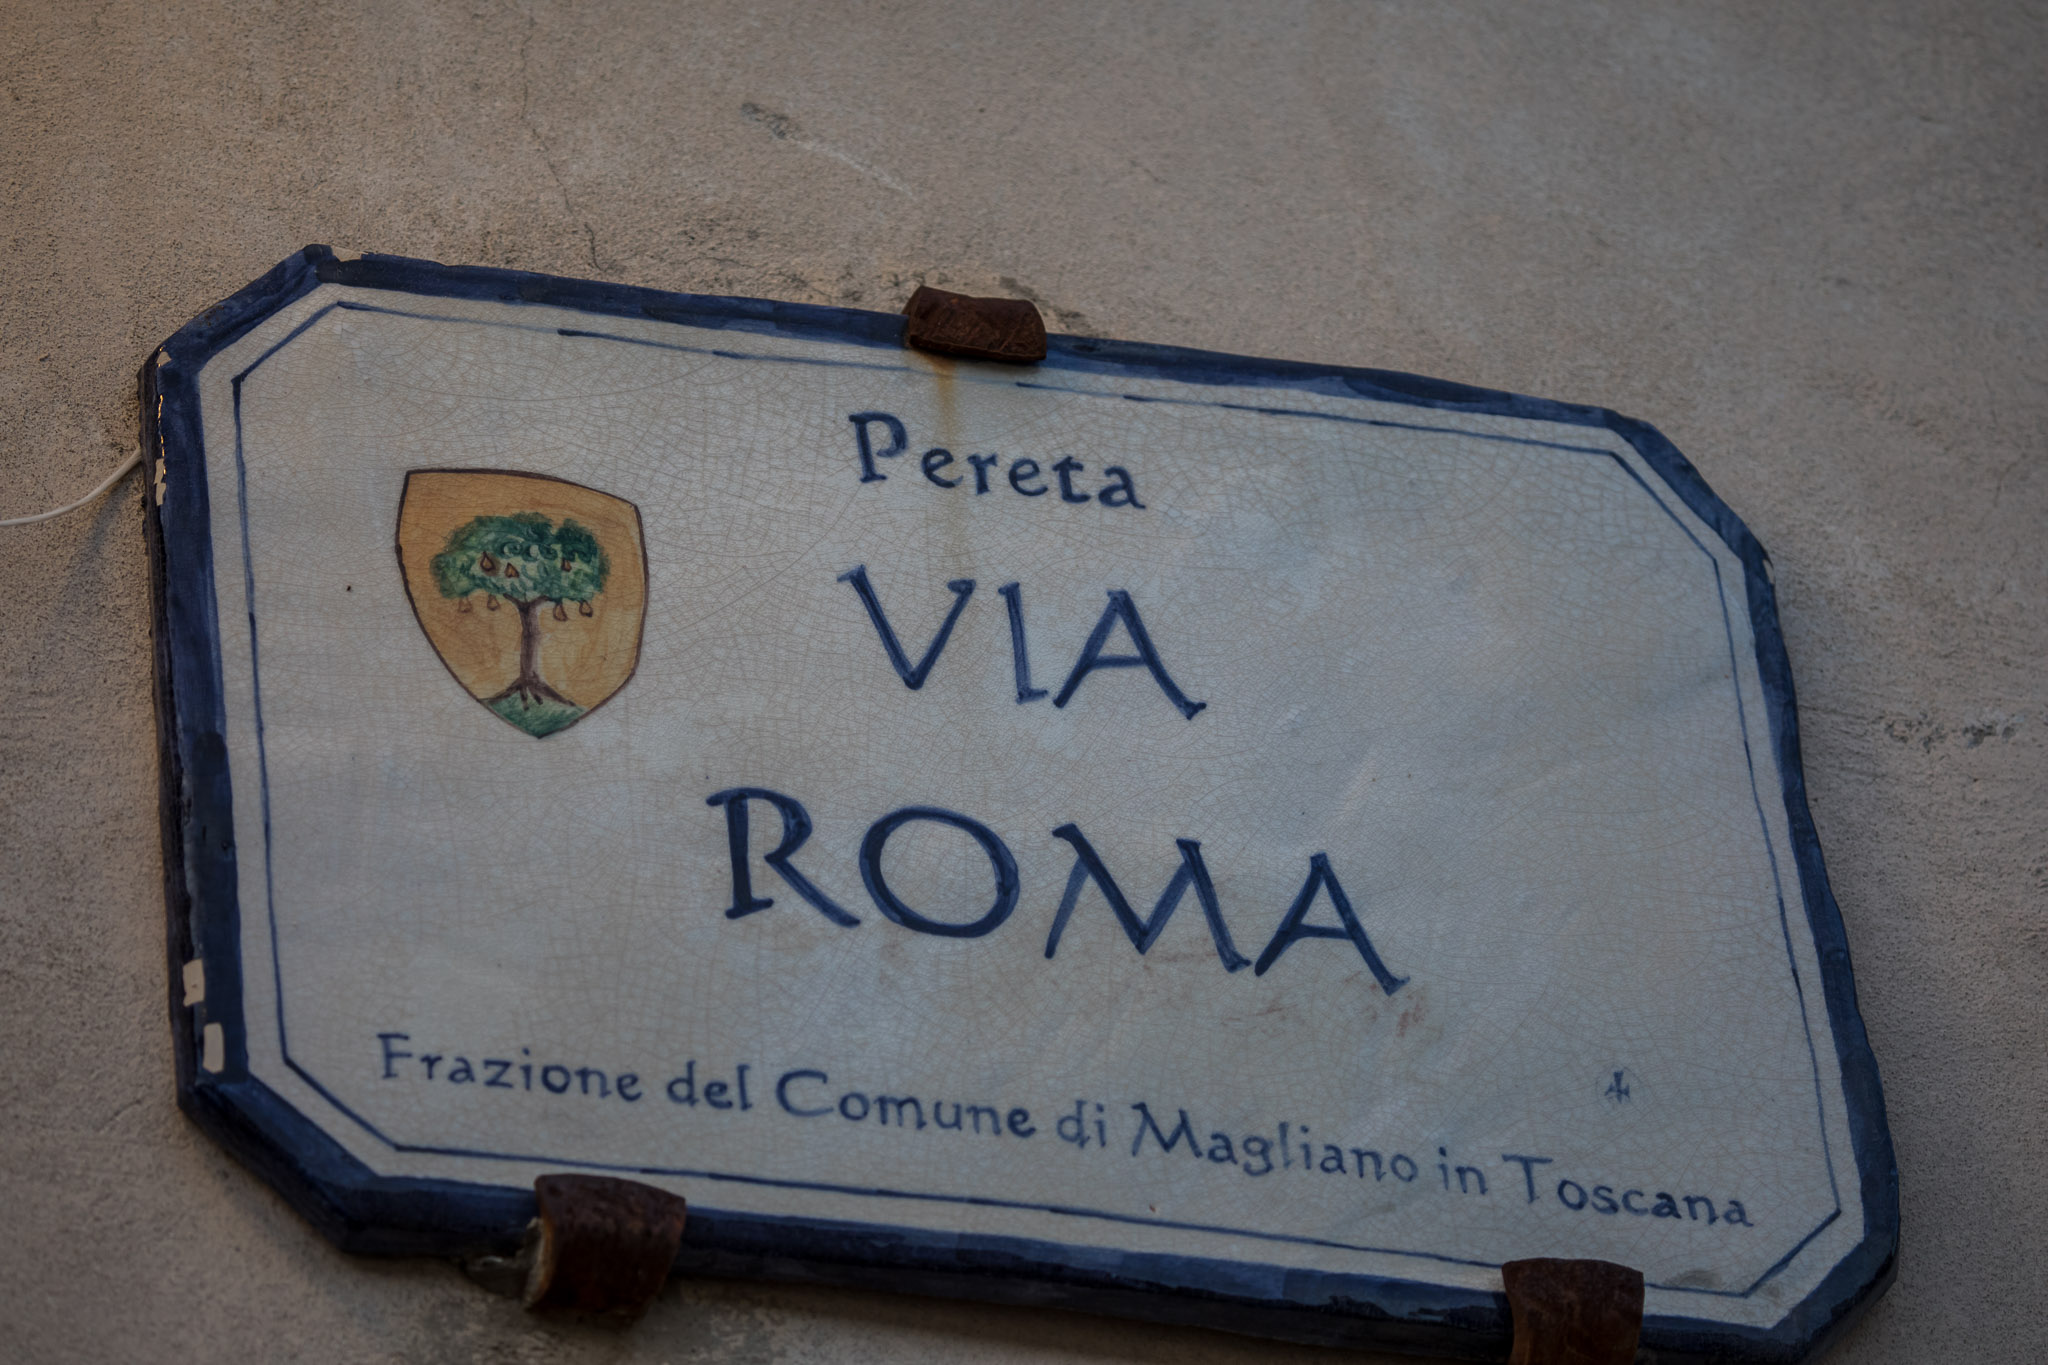 Pereta
VIA
ROMA
Frazione del Comune di Magliano in Toscana